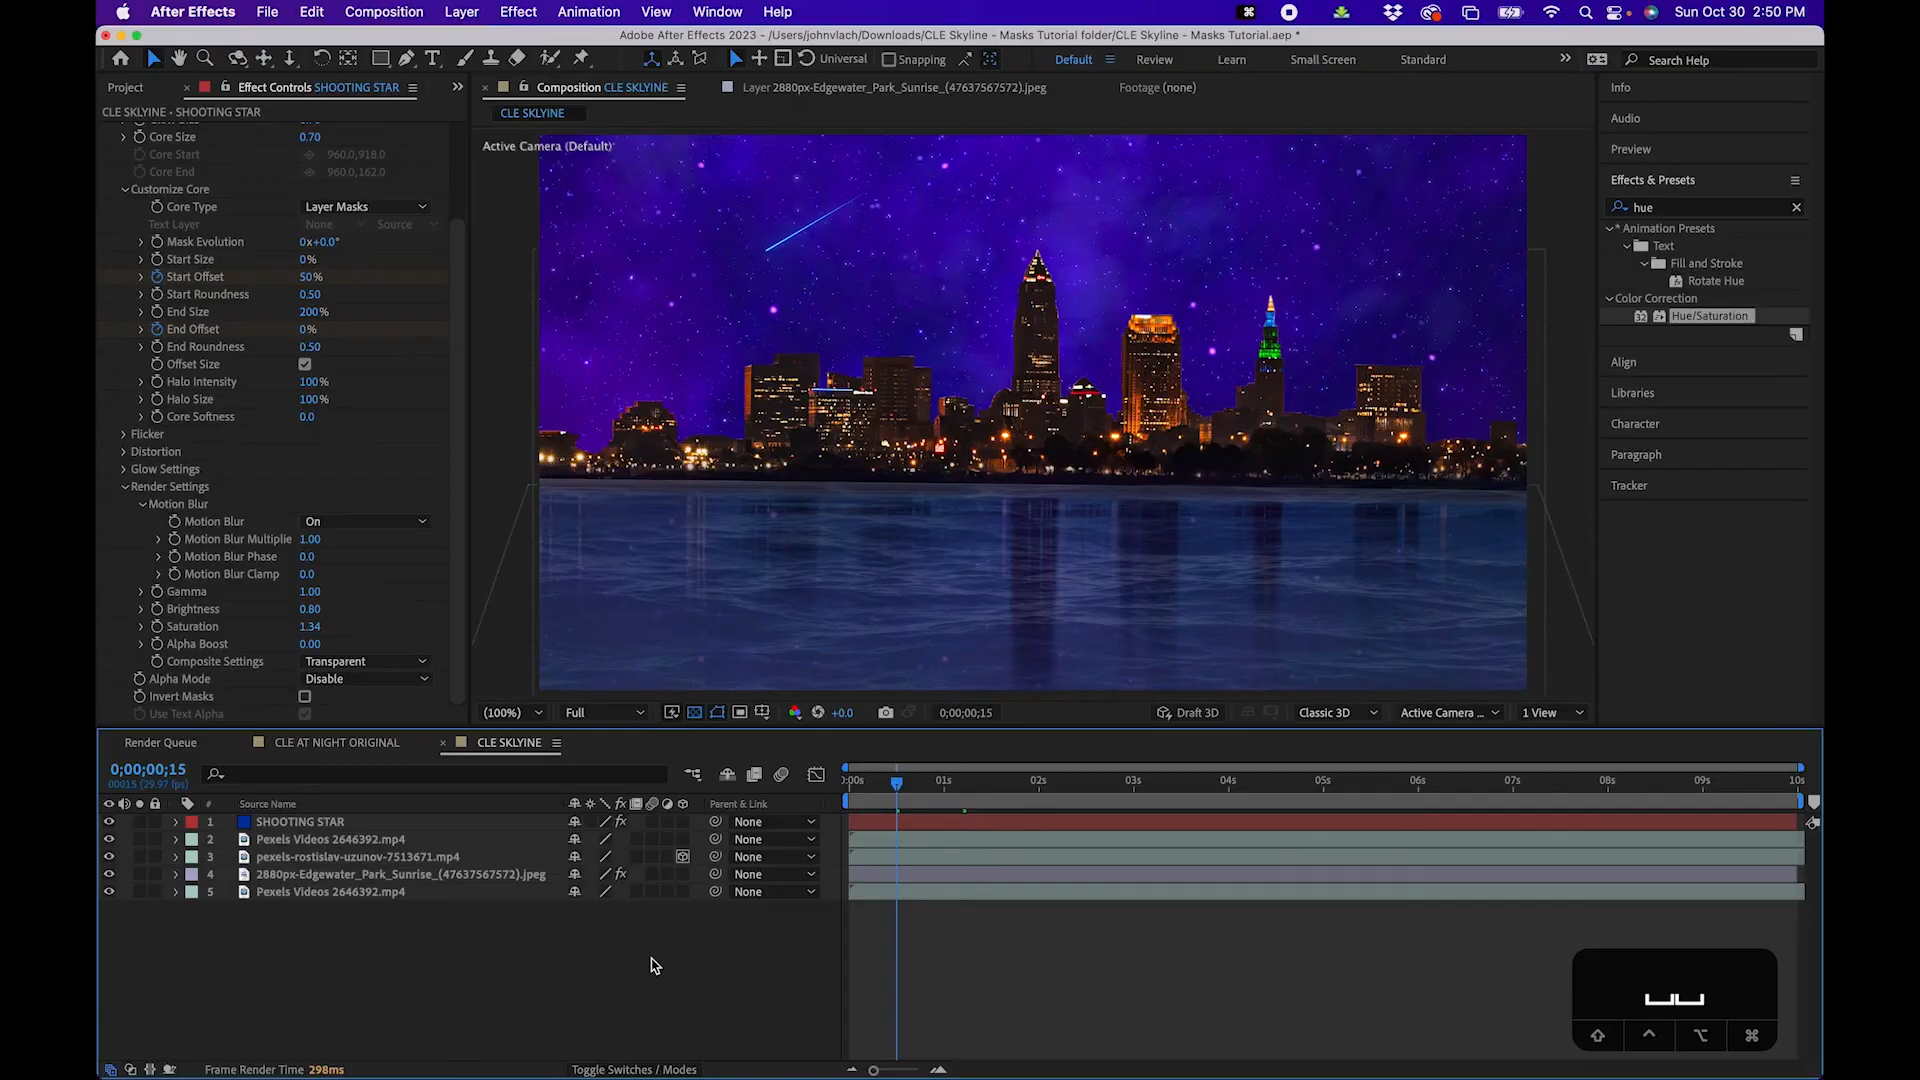 After Effects File Edit Composition Layer Effect Animation View Window Help Sun Oct 30 2:50 PM
Adobe After Effects 2023 - /Users/johnvlach/Downloads/CLE Skyline - Masks Tutorial folder/CLE Skyline - Masks Tutorial.aep *
Universal Snapping Default Review Learn Small Screen Standard Search Help
Project Effect Controls SHOOTING STAR Composition CLE SKLYINE Layer 2880px-Edgewater_Park_Sunrise_(47637567572).jpeg Footage (none) Info
CLE SKLYINE • SHOOTING STAR CLE SKLYINE
Audio
Core Size 0.70
Active Camera (Default)
Core Start 960.0,918.0
Preview
Core End 960.0,162.0
Effects & Presets
Customize Core
Core Type Layer Masks
hue
Text Layer None Source
* Animation Presets
Mask Evolution 0x+0.0°
Text
Start Size 0%
Fill and Stroke
Start Offset 50%
Rotate Hue
Start Roundness 0.50
Color Correction
End Size 200%
32 Hue/Saturation
End Offset 0%
End Roundness 0.50
Offset Size
Align
Halo Intensity 100%
Libraries
Halo Size 100%
Core Softness 0.0
Character
Flicker
Distortion
Paragraph
Glow Settings
Render Settings
Tracker
Motion Blur
Motion Blur On
Motion Blur Multiplie 1.00
Motion Blur Phase 0.0
Motion Blur Clamp 0.0
Gamma 1.00
Brightness 0.80
Saturation 1.34
Alpha Boost 0.00
Composite Settings Transparent
Alpha Mode Disable
Invert Masks
Use Text Alpha
(100%) Full +0.0 0;00;00;15 Draft 3D Classic 3D Active Camera ... 1 View
Render Queue CLE AT NIGHT ORIGINAL CLE SKLYINE
0;00;00;15
00015 (29.97 fps)
0:00s 01s 02s 03s 04s 05s 06s 07s 08s 09s 10s
# Source Name fx Parent & Link
1 SHOOTING STAR fx None
2 Pexels Videos 2646392.mp4 None
3 pexels-rostislav-uzunov-7513671.mp4 None
4 2880px-Edgewater_Park_Sunrise_(47637567572).jpeg fx None
5 Pexels Videos 2646392.mp4 None
Frame Render Time 298ms Toggle Switches / Modes